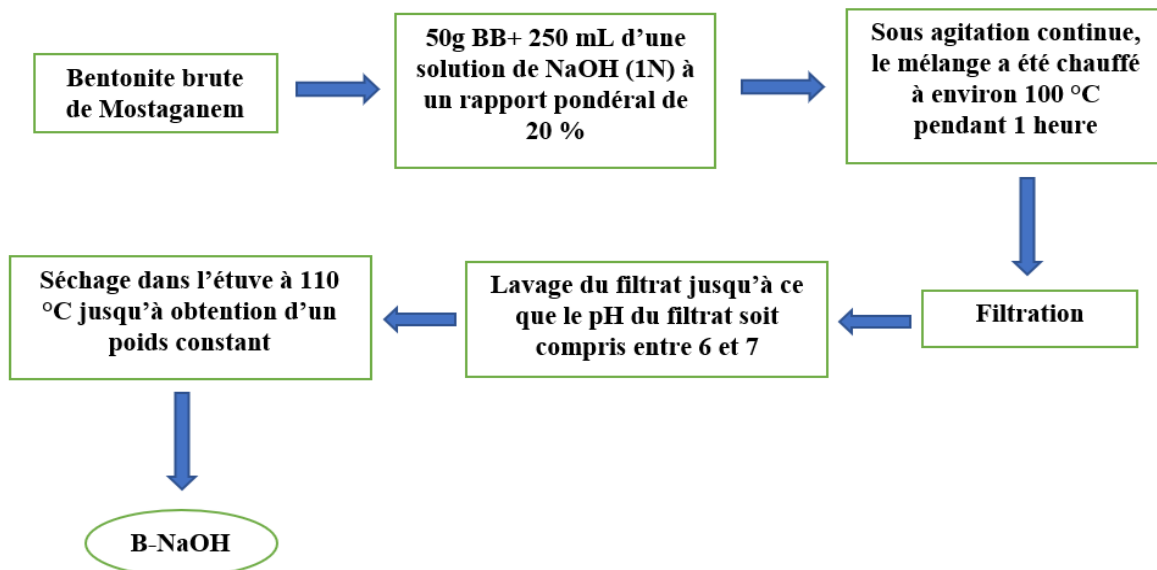 Bentonite brute
de Mostaganem
50g BB+ 250 mL d’une
solution de NaOH (1N) à
un rapport pondéral de
20 %
Sous agitation continue,
le mélange a été chauffé
à environ 100 °C
pendant 1 heure
Filtration
Lavage du filtrat jusqu’à ce
que le pH du filtrat soit
compris entre 6 et 7
Séchage dans l’étuve à 110
°C jusqu’à obtention d’un
poids constant
B-NaOH